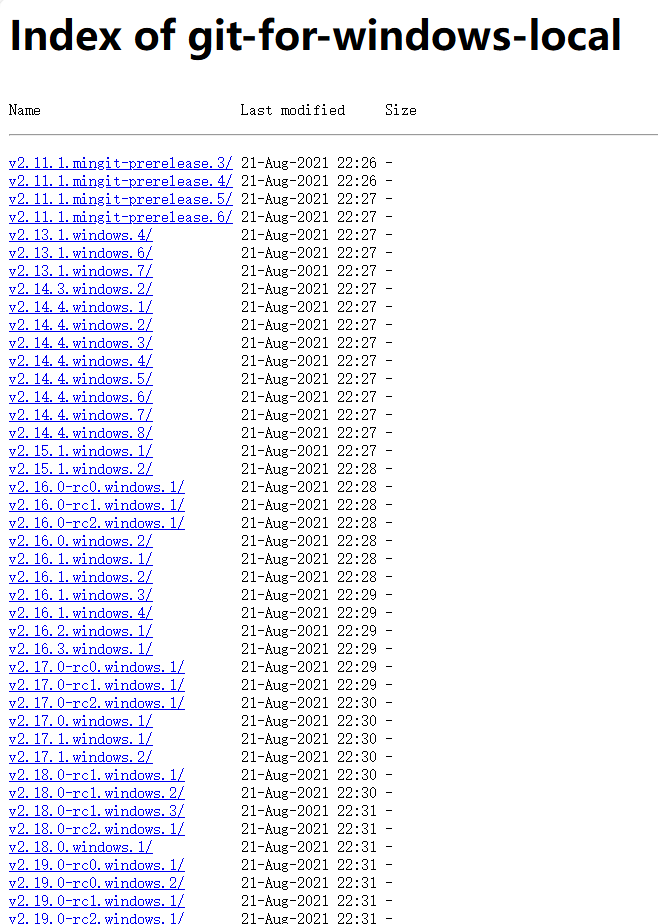 Index of git-for-windows-local
Name Last modified Size
v2.11.1.mingit-prerelease.3/ 21-Aug-2021 22:26 -
v2.11.1.mingit-prerelease.4/ 21-Aug-2021 22:26 -
v2.11.1.mingit-prerelease.5/ 21-Aug-2021 22:27 -
v2.11.1.mingit-prerelease.6/ 21-Aug-2021 22:27 -
v2.13.1.windows.4/ 21-Aug-2021 22:27 -
v2.13.1.windows.6/ 21-Aug-2021 22:27 -
v2.13.1.windows.7/ 21-Aug-2021 22:27 -
v2.14.3.windows.2/ 21-Aug-2021 22:27 -
v2.14.4.windows.1/ 21-Aug-2021 22:27 -
v2.14.4.windows.2/ 21-Aug-2021 22:27 -
v2.14.4.windows.3/ 21-Aug-2021 22:27 -
v2.14.4.windows.4/ 21-Aug-2021 22:27 -
v2.14.4.windows.5/ 21-Aug-2021 22:27 -
v2.14.4.windows.6/ 21-Aug-2021 22:27 -
v2.14.4.windows.7/ 21-Aug-2021 22:27 -
v2.14.4.windows.8/ 21-Aug-2021 22:27 -
v2.15.1.windows.1/ 21-Aug-2021 22:27 -
v2.15.1.windows.2/ 21-Aug-2021 22:28 -
v2.16.0-rc0.windows.1/ 21-Aug-2021 22:28 -
v2.16.0-rc1.windows.1/ 21-Aug-2021 22:28 -
v2.16.0-rc2.windows.1/ 21-Aug-2021 22:28 -
v2.16.0.windows.2/ 21-Aug-2021 22:28 -
v2.16.1.windows.1/ 21-Aug-2021 22:28 -
v2.16.1.windows.2/ 21-Aug-2021 22:28 -
v2.16.1.windows.3/ 21-Aug-2021 22:29 -
v2.16.1.windows.4/ 21-Aug-2021 22:29 -
v2.16.2.windows.1/ 21-Aug-2021 22:29 -
v2.16.3.windows.1/ 21-Aug-2021 22:29 -
v2.17.0-rc0.windows.1/ 21-Aug-2021 22:29 -
v2.17.0-rc1.windows.1/ 21-Aug-2021 22:29 -
v2.17.0-rc2.windows.1/ 21-Aug-2021 22:30 -
v2.17.0.windows.1/ 21-Aug-2021 22:30 -
v2.17.1.windows.1/ 21-Aug-2021 22:30 -
v2.17.1.windows.2/ 21-Aug-2021 22:30 -
v2.18.0-rc1.windows.1/ 21-Aug-2021 22:30 -
v2.18.0-rc1.windows.2/ 21-Aug-2021 22:30 -
v2.18.0-rc1.windows.3/ 21-Aug-2021 22:31 -
v2.18.0-rc2.windows.1/ 21-Aug-2021 22:31 -
v2.18.0.windows.1/ 21-Aug-2021 22:31 -
v2.19.0-rc0.windows.1/ 21-Aug-2021 22:31 -
v2.19.0-rc0.windows.2/ 21-Aug-2021 22:31 -
v2.19.0-rc1.windows.1/ 21-Aug-2021 22:31 -
v2.19.0-rc2.windows.1/ 21-Aug-2021 22:31 -